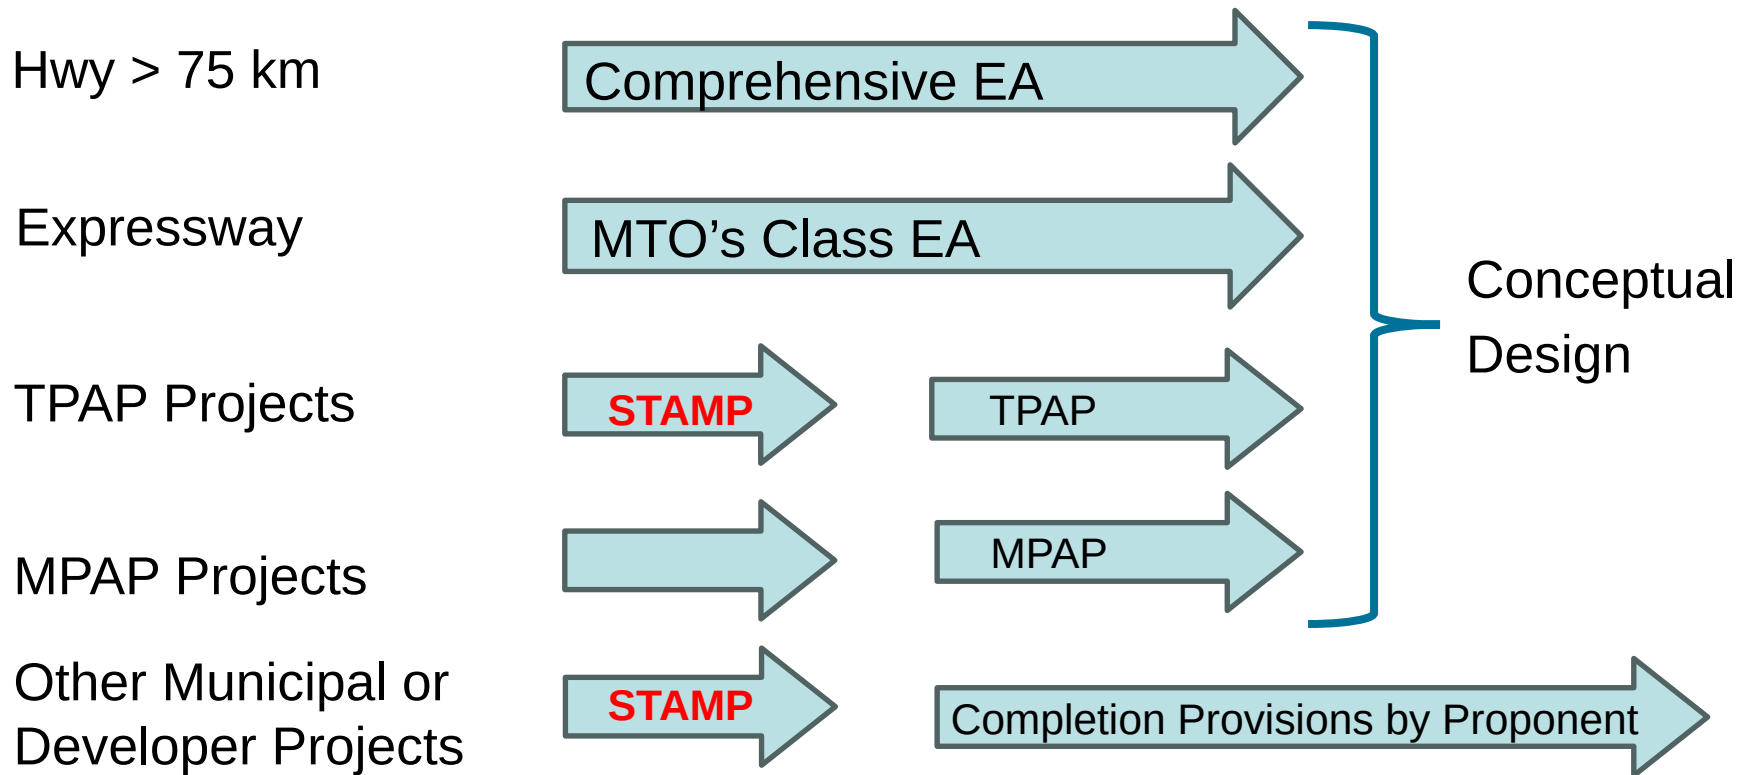 Hwy > 75 km
Comprehensive EA
Expressway
MTO’s Class EA
Conceptual
Design
TPAP Projects
STAMP
TPAP
MPAP Projects
MPAP
Other Municipal or
Developer Projects
STAMP
Completion Provisions by Proponent